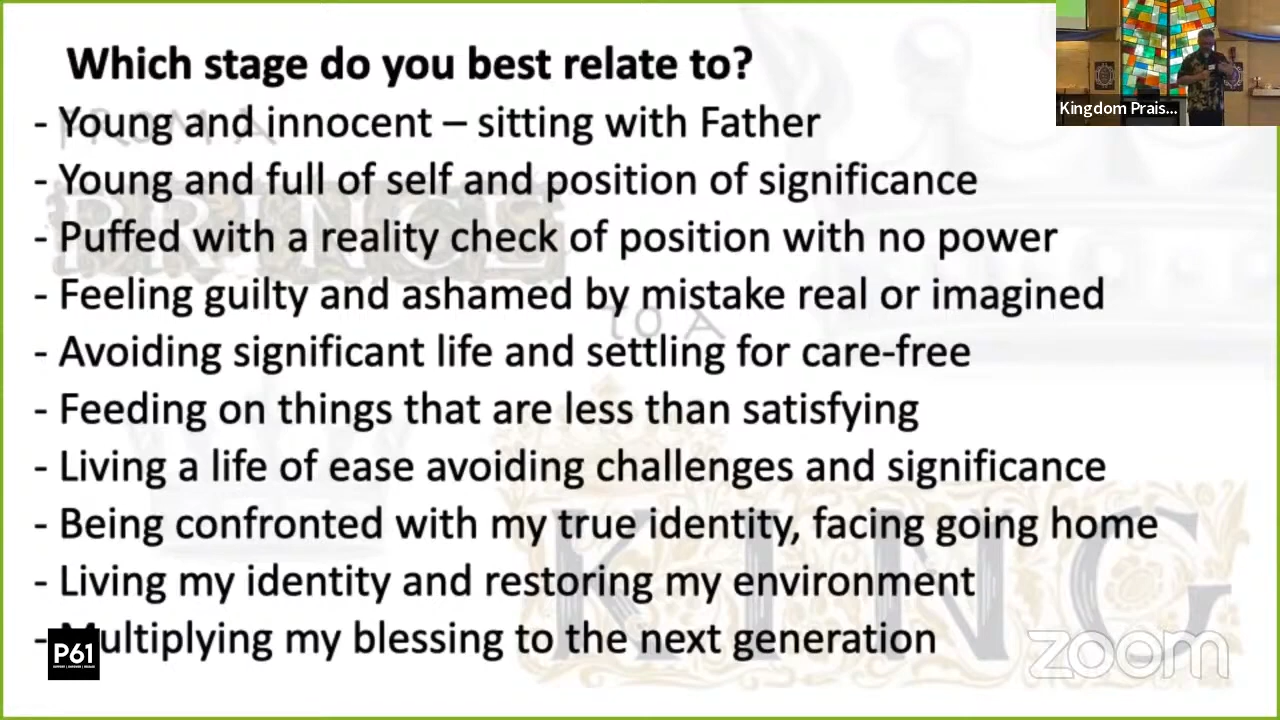 Which stage do you best relate to?
- Young and innocent – sitting with Father
- Young and full of self and position of significance
- Puffed with a reality check of position with no power
- Feeling guilty and ashamed by mistake real or imagined
- Avoiding significant life and settling for care-free
- Feeding on things that are less than satisfying
- Living a life of ease avoiding challenges and significance
- Being confronted with my true identity, facing going home
- Living my identity and restoring my environment
- Multiplying my blessing to the next generation
Kingdom Prais...
FROM A
PRINCE
TO A
KING
P61
zoom